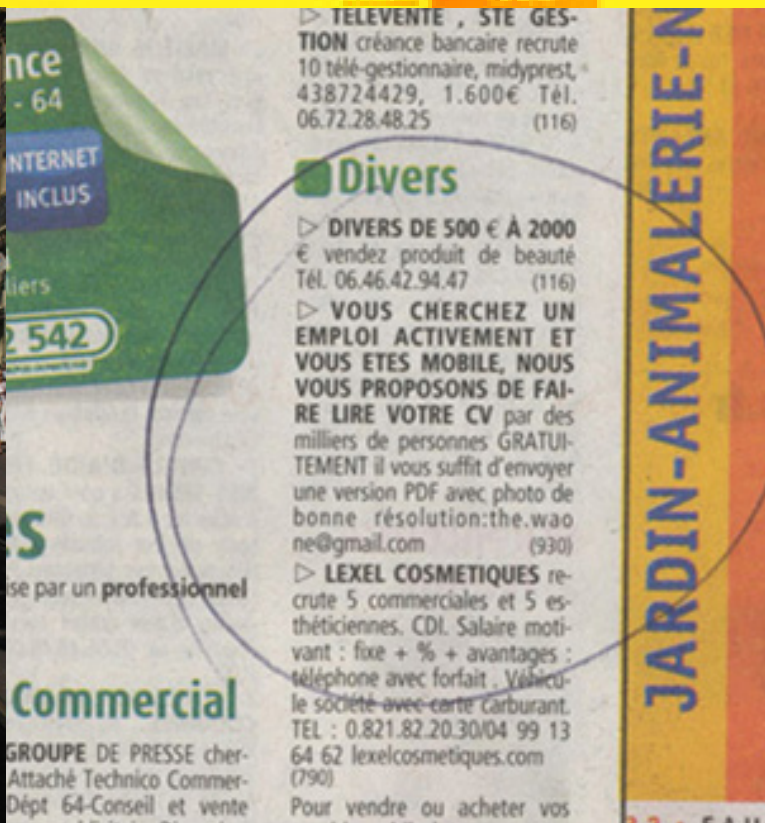 nce
- 64
INTERNET
INCLUS
liers
2 542
es
ise par un professionnel
Commercial
GROUPE DE PRESSE cher-
Attaché Technico Commer-
Dépt 64-Conseil et vente
▷ TELEVENTE , STE GES-
TION créance bancaire recrute
10 télé-gestionnaire, midyprest,
438724429, 1.600€ Tél.
06.72.28.48.25 (116)
Divers
▷ DIVERS DE 500 € À 2000
€ vendez produit de beauté
Tél. 06.46.42.94.47 (116)
▷ VOUS CHERCHEZ UN
EMPLOI ACTIVEMENT ET
VOUS ETES MOBILE, NOUS
VOUS PROPOSONS DE FAI-
RE LIRE VOTRE CV par des
milliers de personnes GRATUI-
TEMENT il vous suffit d'envoyer
une version PDF avec photo de
bonne résolution:the.wao
ne@gmail.com (930)
▷ LEXEL COSMETIQUES re-
crute 5 commerciales et 5 es-
théticiennes. CDI. Salaire moti-
vant : fixe + % + avantages :
téléphone avec forfait . Véhicu-
le société avec carte carburant.
TEL : 0.821.82.20.30/04 99 13
64 62 lexelcosmetiques.com
(790)
Pour vendre ou acheter vos
JARDIN-ANIMALERIE-N